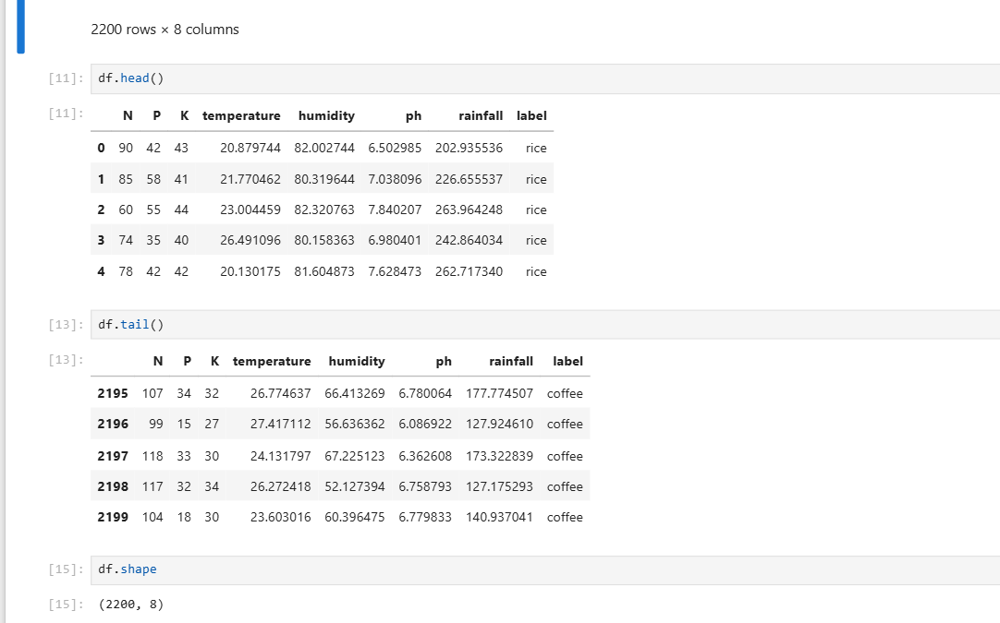 2200 rows × 8 columns
[11]: df.head()
[11]: N P K temperature humidity ph rainfall label
0 90 42 43 20.879744 82.002744 6.502985 202.935536 rice
1 85 58 41 21.770462 80.319644 7.038096 226.655537 rice
2 60 55 44 23.004459 82.320763 7.840207 263.964248 rice
3 74 35 40 26.491096 80.158363 6.980401 242.864034 rice
4 78 42 42 20.130175 81.604873 7.628473 262.717340 rice
[13]: df.tail()
[13]: N P K temperature humidity ph rainfall label
2195 107 34 32 26.774637 66.413269 6.780064 177.774507 coffee
2196 99 15 27 27.417112 56.636362 6.086922 127.924610 coffee
2197 118 33 30 24.131797 67.225123 6.362608 173.322839 coffee
2198 117 32 34 26.272418 52.127394 6.758793 127.175293 coffee
2199 104 18 30 23.603016 60.396475 6.779833 140.937041 coffee
[15]: df.shape
[15]: (2200, 8)